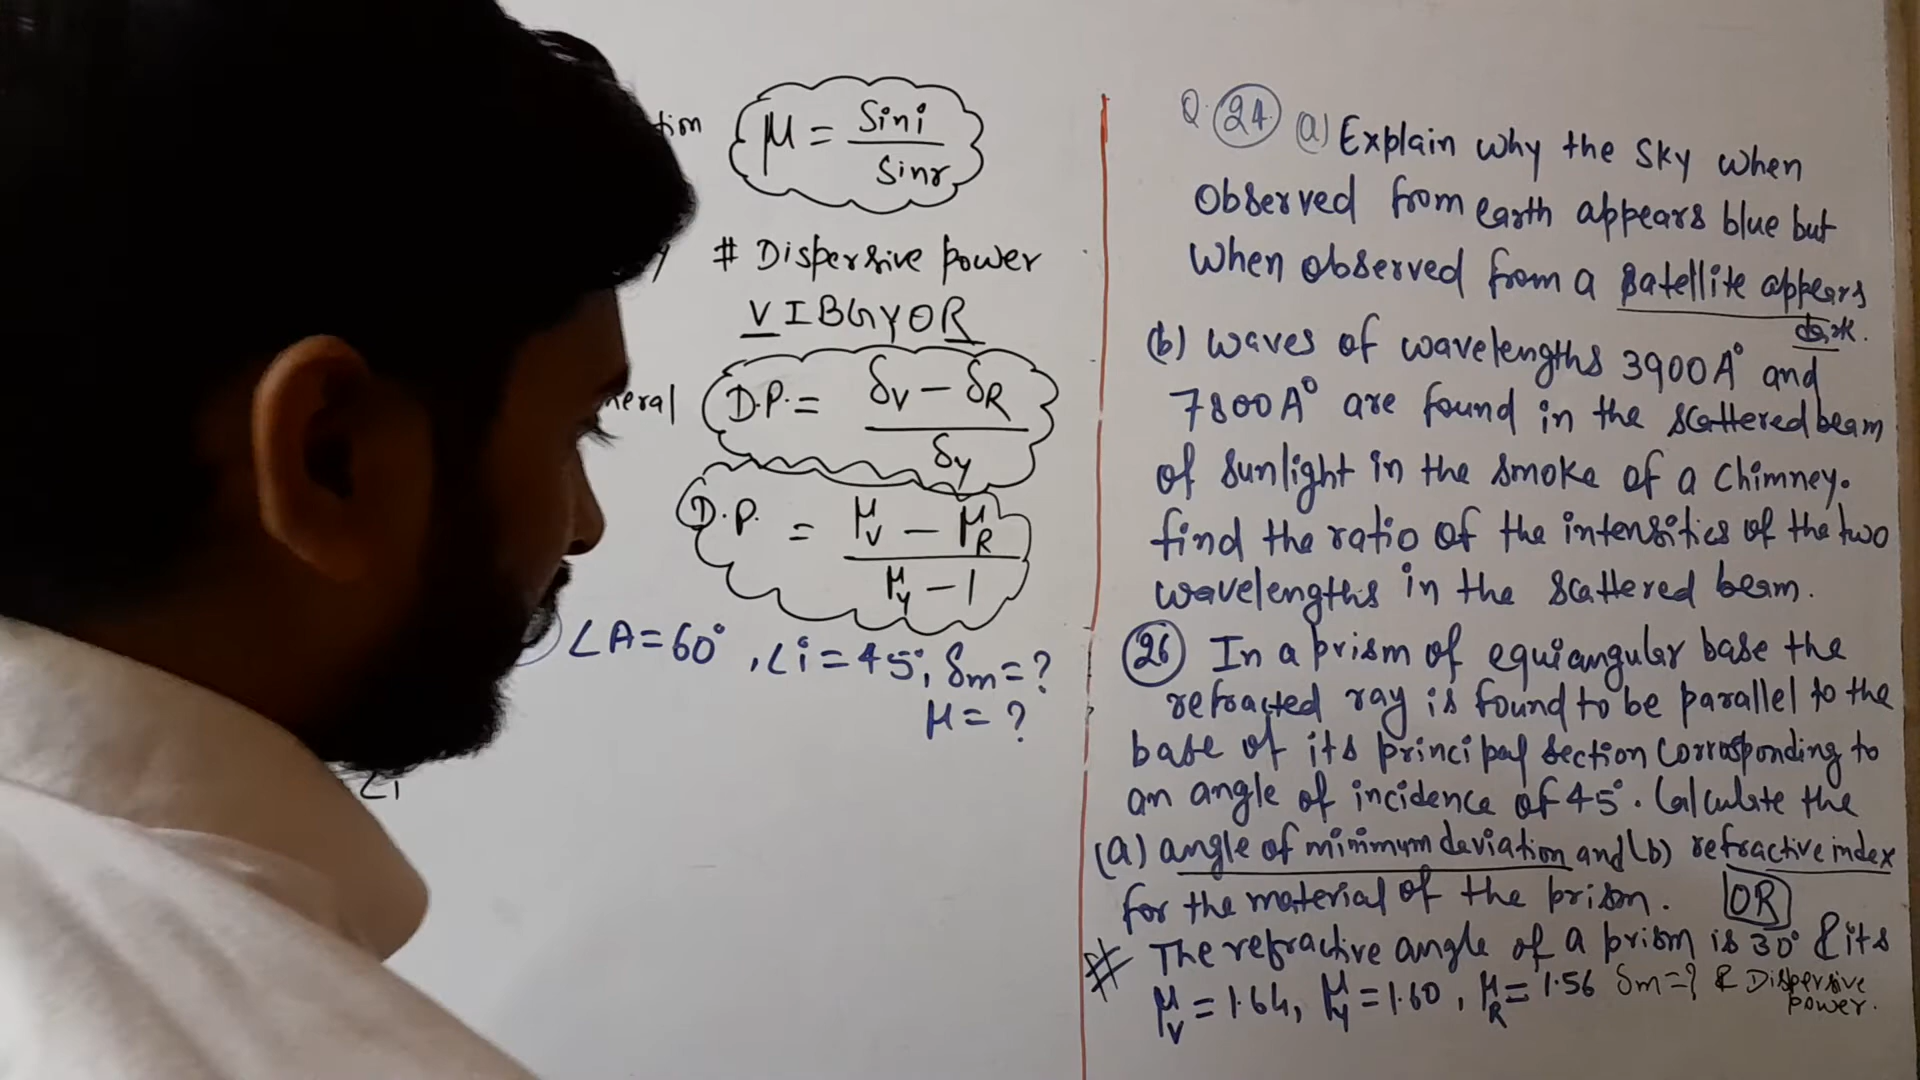 tion μ = Sini / Sinr
y # Dispersive power
VIBGYOR
neral D.P. = δV − δR / δy
D.P. = μV − μR / μy − 1
∠A = 60°, ∠i = 45°, δm = ?
μ = ?
∠i
Q. 24 (a) Explain why the sky when
observed from earth appears blue but
when observed from a satellite appears
dark.
(b) waves of wavelengths 3900 A° and
7800 A° are found in the scattered beam
of sunlight in the smoke of a chimney.
find the ratio of the intensities of the two
wavelengths in the scattered beam.
26 In a prism of equiangular base the
refracted ray is found to be parallel to the
base of its principal section corrosponding to
an angle of incidence of 45°. Calculate the
(a) angle of minimum deviation and (b) refractive index
for the material of the prism. OR
# The refractive angle of a prism is 30° & its
μV = 1.64, μy = 1.60, μR = 1.56 δm = ? & Dispersive
power.